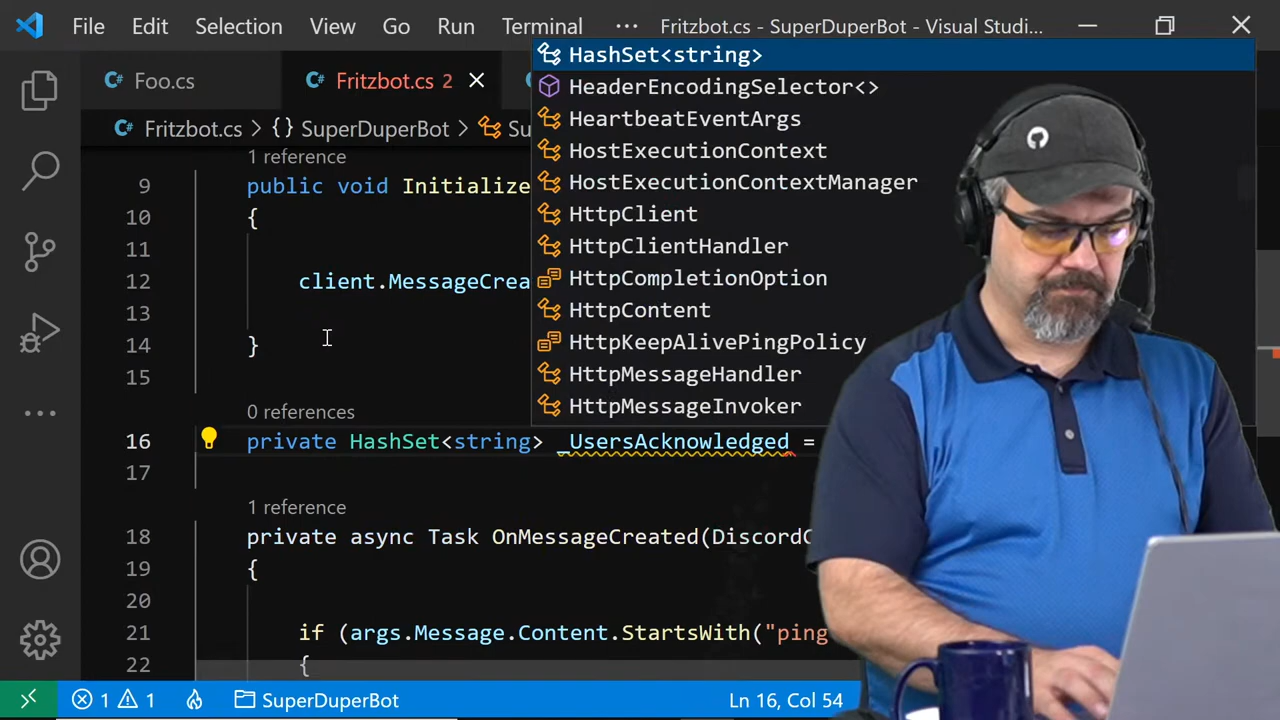 File Edit Selection View Go Run Terminal ··· Fritzbot.cs - SuperDuperBot - Visual Studi...
Foo.cs Fritzbot.cs 2
Fritzbot.cs > {} SuperDuperBot > Su
HashSet<string>
HeaderEncodingSelector<>
HeartbeatEventArgs
HostExecutionContext
HostExecutionContextManager
HttpClient
HttpClientHandler
HttpCompletionOption
HttpContent
HttpKeepAlivePingPolicy
HttpMessageHandler
HttpMessageInvoker
1 reference
9 public void Initialize
10 {
11
12 client.MessageCrea
13
14 }
15
0 references
16 private HashSet<string> _UsersAcknowledged =
17
1 reference
18 private async Task OnMessageCreated(DiscordC
19 {
20
21 if (args.Message.Content.StartsWith("ping
22 {
1 1 SuperDuperBot Ln 16, Col 54